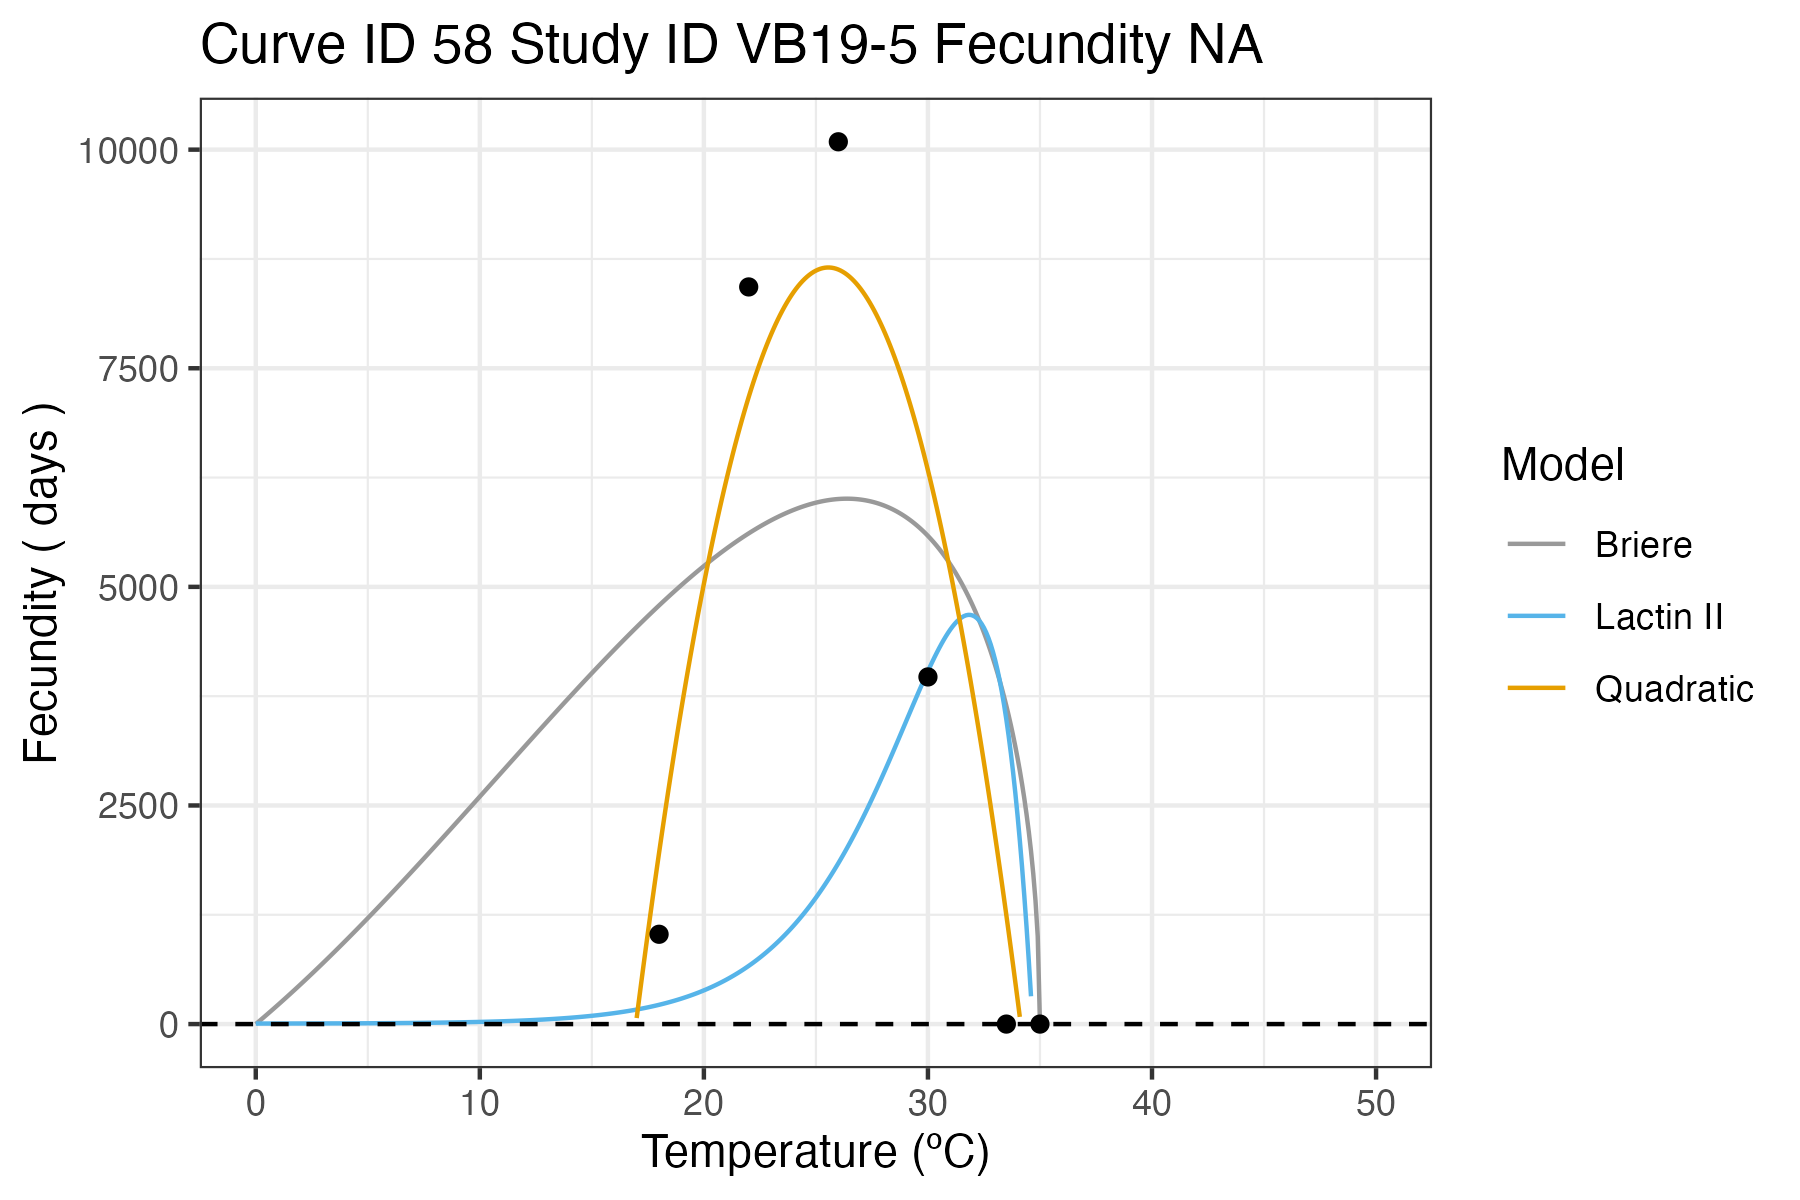 Curve ID 58 Study ID VB19-5 Fecundity NA
Fecundity ( days )
10000
7500
5000
2500
0
0 10 20 30 40 50
Temperature (ºC)
Model
Briere
Lactin II
Quadratic